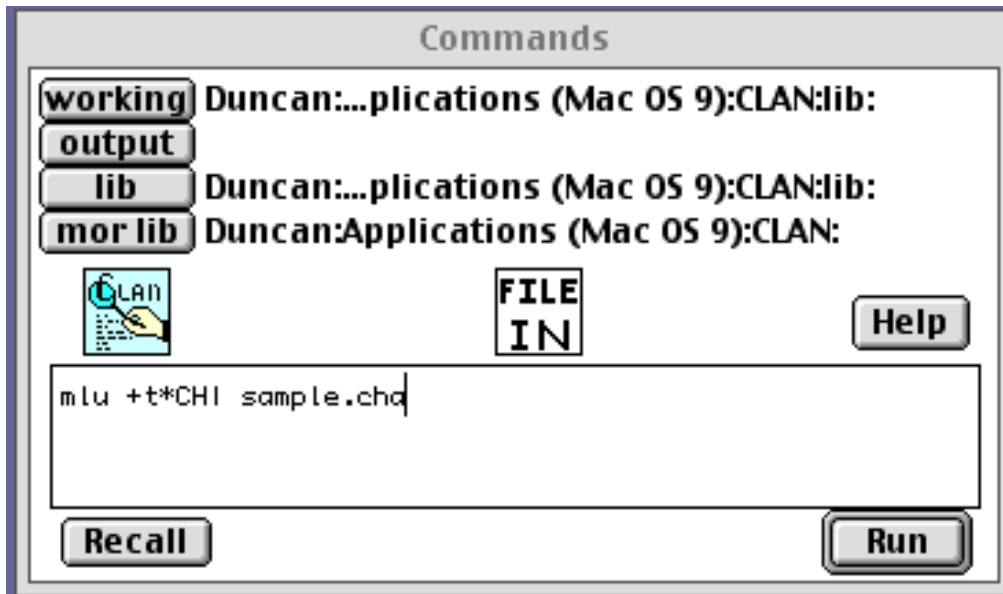 Commands
working Duncan:...plications (Mac OS 9):CLAN:lib:
output
lib Duncan:...plications (Mac OS 9):CLAN:lib:
mor lib Duncan:Applications (Mac OS 9):CLAN:
CLAN
FILE
IN
Help
mlu +t*CHI sample.cha
Recall
Run